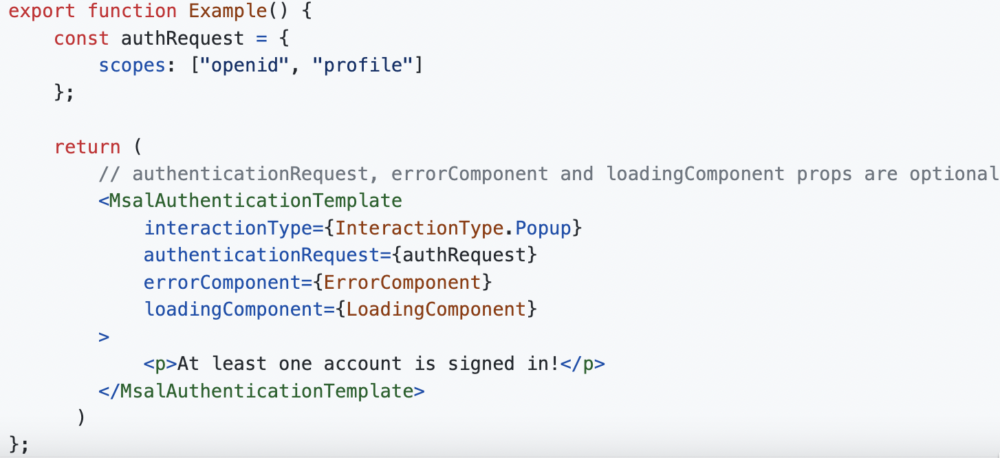 export function Example() {
    const authRequest = {
        scopes: ["openid", "profile"]
    };

    return (
        // authenticationRequest, errorComponent and loadingComponent props are optional
        <MsalAuthenticationTemplate
            interactionType={InteractionType.Popup}
            authenticationRequest={authRequest}
            errorComponent={ErrorComponent}
            loadingComponent={LoadingComponent}
        >
            <p>At least one account is signed in!</p>
        </MsalAuthenticationTemplate>
      )
};